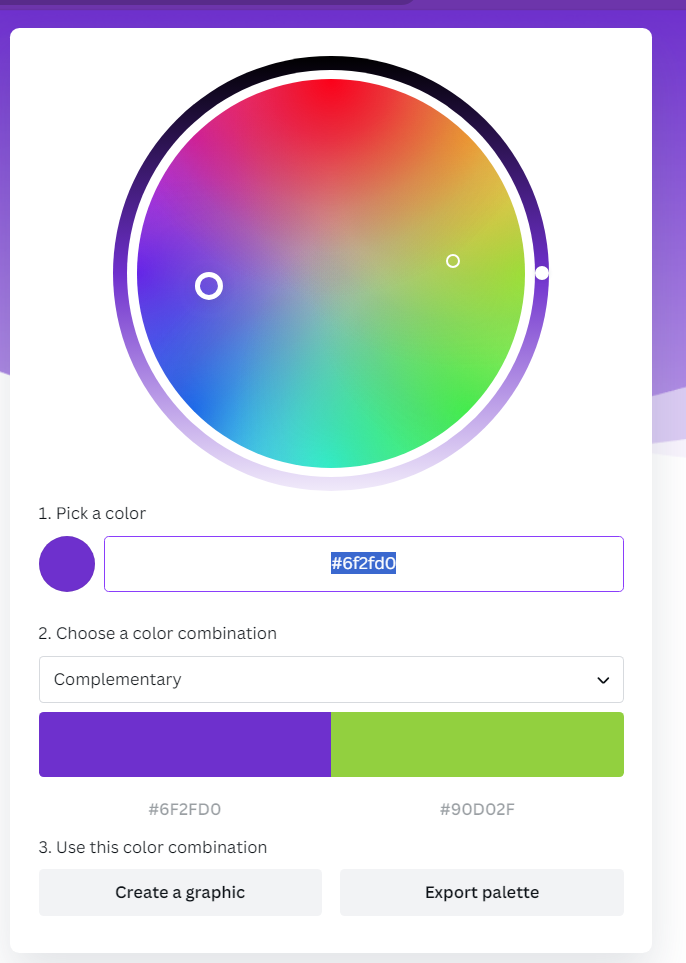 1. Pick a color
#6f2fd0
2. Choose a color combination
Complementary
#6F2FD0 #90D02F
3. Use this color combination
Create a graphic Export palette